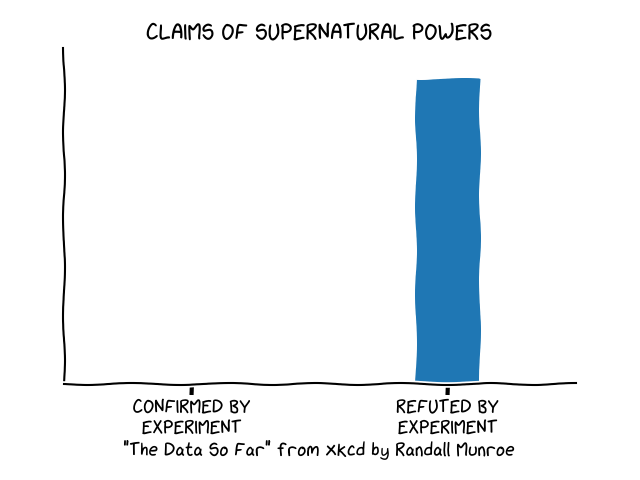 CLAIMS OF SUPERNATURAL POWERS
CONFIRMED BY
EXPERIMENT
REFUTED BY
EXPERIMENT
"The Data So Far" from xkcd by Randall Munroe